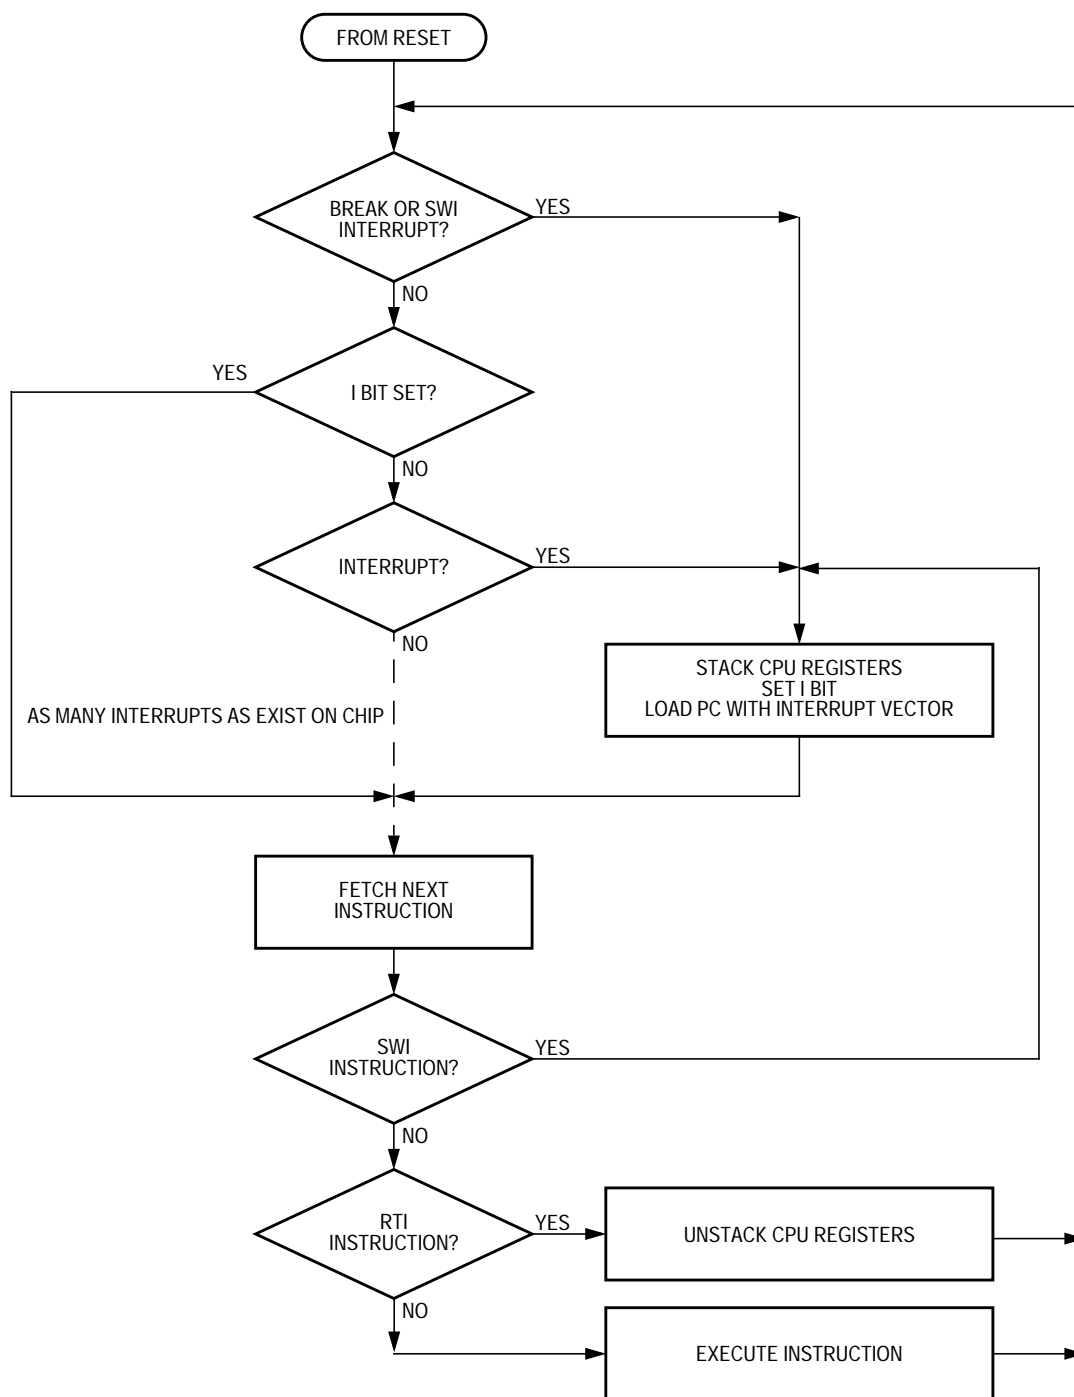 FROM RESET
BREAK OR SWI
INTERRUPT?
YES
NO
YES
I BIT SET?
NO
INTERRUPT?
YES
NO
STACK CPU REGISTERS
SET I BIT
LOAD PC WITH INTERRUPT VECTOR
AS MANY INTERRUPTS AS EXIST ON CHIP
FETCH NEXT
INSTRUCTION
SWI
INSTRUCTION?
YES
NO
RTI
INSTRUCTION?
YES
UNSTACK CPU REGISTERS
NO
EXECUTE INSTRUCTION